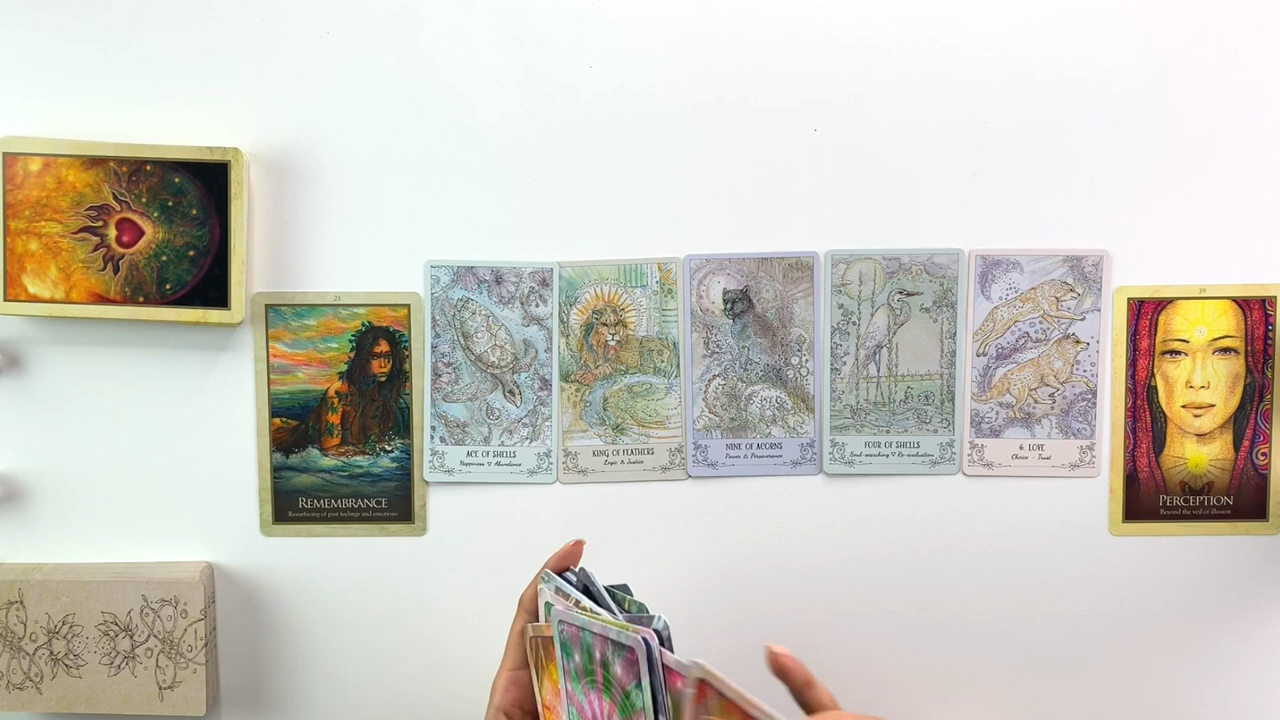 21
REMEMBRANCE
Resurfacing of past feelings and emotions
ACE OF SHELLS
Happiness ▽ Abundance
KING OF FEATHERS
Logic & Justice
NINE OF ACORNS
Power & Perseverance
FOUR OF SHELLS
Soul-searching ▽ Re-evaluation
6. LOVE
Choice · Trust
39
PERCEPTION
Beyond the veil of illusion